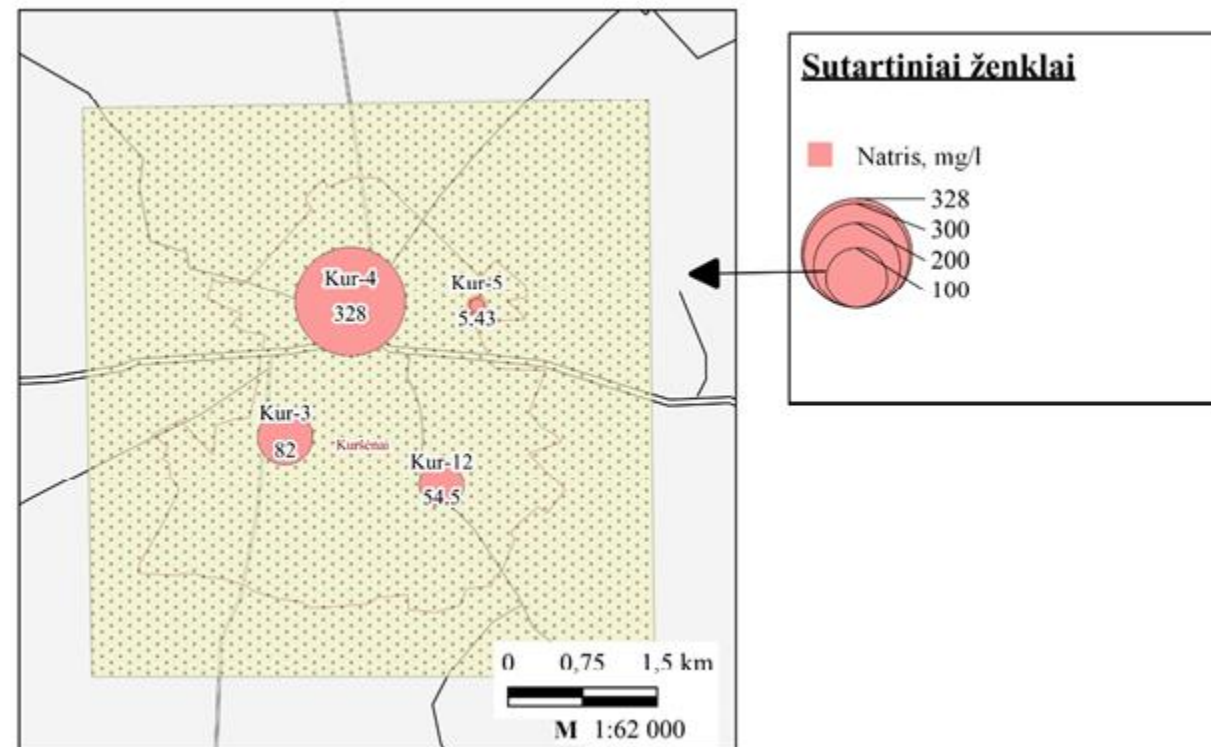 Kur-4
328
Kur-5
5.43
Kur-3
82
Kuršėnai
Kur-12
54.5
0 0,75 1,5 km
M 1:62 000
Sutartiniai ženklai
Natris, mg/l
328
300
200
100